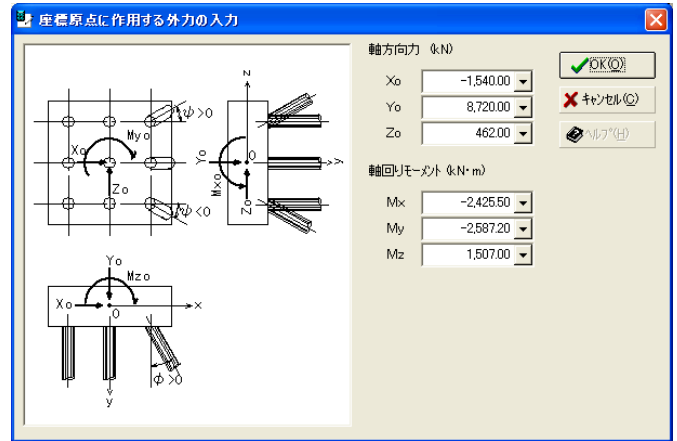 座標原点に作用する外力の入力
ψ>0
Myo
Xo
Zo
ψ<0
z
Yo
O
y
Mxo
Zo
Yo
Mzo
Xo
O
x
φ>0
y
軸方向力 (kN)
Xo -1,540.00
Yo 8,720.00
Zo 462.00
軸回りモーメント (kN・m)
Mx -2,425.50
My -2,587.20
Mz 1,507.00
OK(O)
キャンセル(C)
ヘルプ(H)